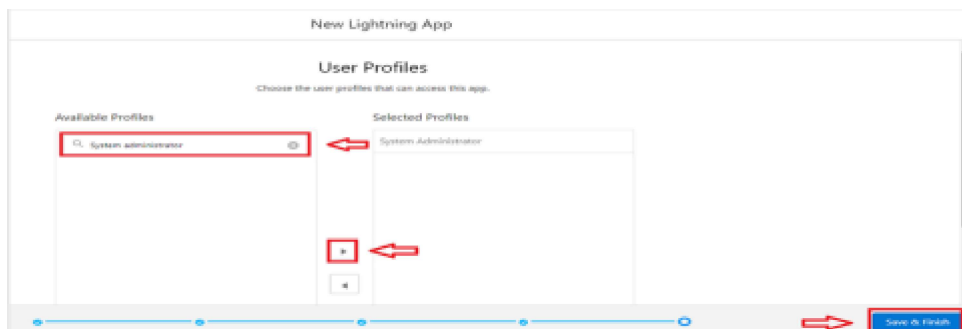 New Lightning App
User Profiles
Choose the user profiles that can access this app.
Available Profiles
Selected Profiles
System administrator
System Administrator
Save & Finish